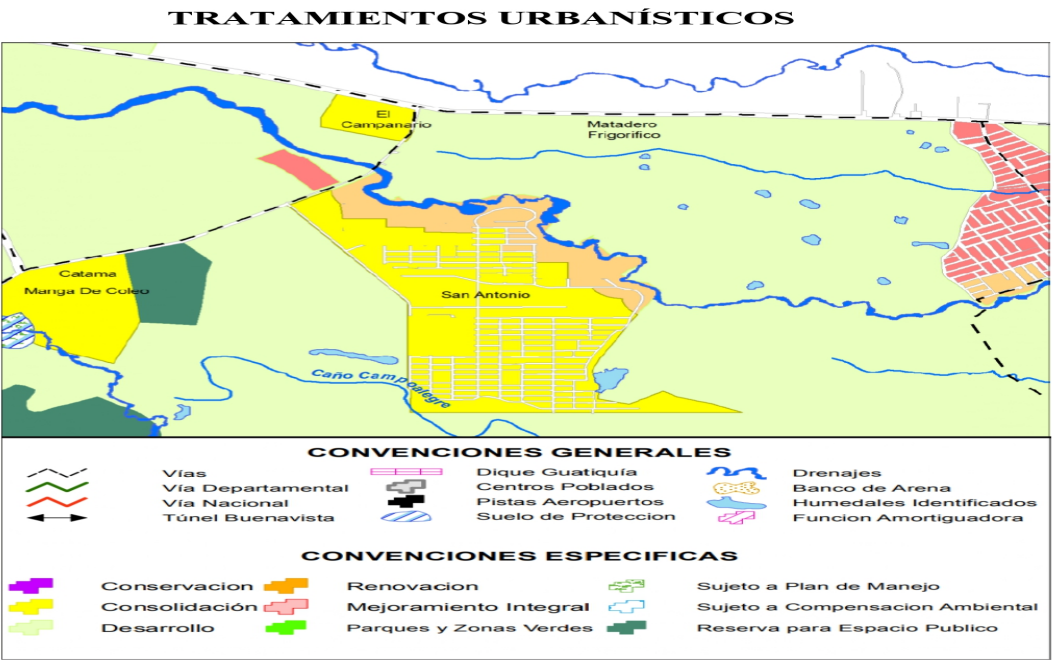 TRATAMIENTOS URBANÍSTICOS
El
Campanario
Matadero
Frigorifico
Catama
Manga De Coleo
San Antonio
Caño Campoalegre
CONVENCIONES GENERALES
Vías
Dique Guatiquía
Drenajes
Vía Departamental
Centros Poblados
Banco de Arena
Vía Nacional
Pistas Aeropuertos
Humedales Identificados
Túnel Buenavista
Suelo de Proteccion
Funcion Amortiguadora
CONVENCIONES ESPECIFICAS
Conservacion
Renovacion
Sujeto a Plan de Manejo
Consolidación
Mejoramiento Integral
Sujeto a Compensacion Ambiental
Desarrollo
Parques y Zonas Verdes
Reserva para Espacio Publico